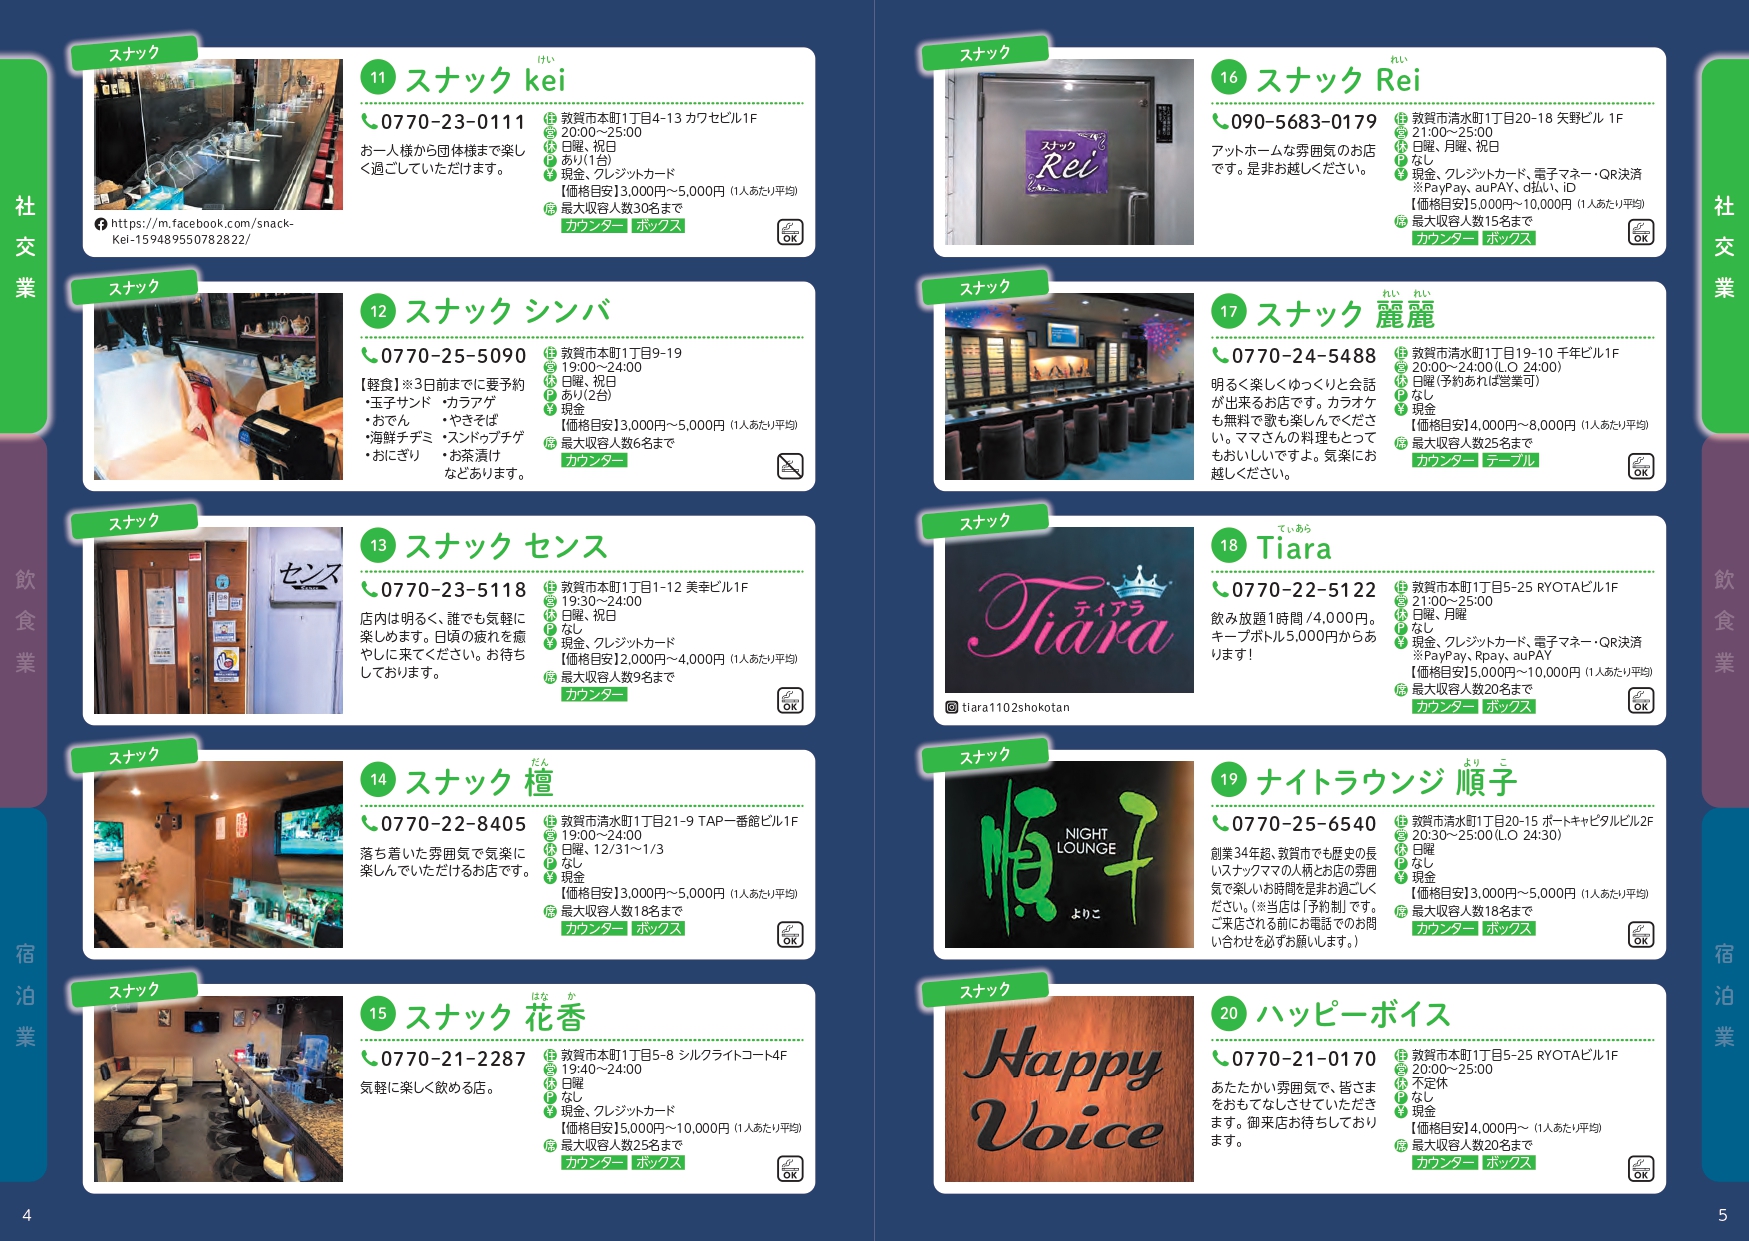 社交業
飲食業
宿泊業
スナック
けい
11 スナック kei
0770-23-0111
お一人様から団体様まで楽し
く過ごしていただけます。
住 敦賀市本町1丁目4-13 カワセビル1F
営 20:00～25:00
休 日曜、祝日
P あり(1台)
¥ 現金、クレジットカード
【価格目安】3,000円～5,000円 (1人あたり平均)
席 最大収容人数30名まで
カウンター ボックス
OK
https://m.facebook.com/snack-
Kei-159489550782822/
スナック
12 スナック シンバ
0770-25-5090
【軽食】※3日前までに要予約
・玉子サンド ・カラアゲ
・おでん ・やきそば
・海鮮チヂミ ・スンドゥブチゲ
・おにぎり ・お茶漬け
などあります。
住 敦賀市本町1丁目9-19
営 19:00～24:00
休 日曜、祝日
P あり(2台)
¥ 現金
【価格目安】3,000円～5,000円 (1人あたり平均)
席 最大収容人数6名まで
カウンター
スナック
センス
13 スナック センス
0770-23-5118
店内は明るく、誰でも気軽に
楽しめます。日頃の疲れを癒
やしに来てください。お待ち
しております。
住 敦賀市本町1丁目1-12 美幸ビル1F
営 19:30～24:00
休 日曜、祝日
P なし
¥ 現金、クレジットカード
【価格目安】2,000円～4,000円 (1人あたり平均)
席 最大収容人数9名まで
カウンター
OK
スナック
だん
14 スナック 檀
0770-22-8405
落ち着いた雰囲気で気楽に
楽しんでいただけるお店です。
住 敦賀市清水町1丁目21-9 TAP一番館ビル1F
営 19:00～24:00
休 日曜、12/31～1/3
P なし
¥ 現金
【価格目安】3,000円～5,000円 (1人あたり平均)
席 最大収容人数18名まで
カウンター ボックス
OK
スナック
はな か
15 スナック 花香
0770-21-2287
気軽に楽しく飲める店。
住 敦賀市本町1丁目5-8 シルクライトコート4F
営 19:40～24:00
休 日曜
P なし
¥ 現金、クレジットカード
【価格目安】5,000円～10,000円 (1人あたり平均)
席 最大収容人数25名まで
カウンター ボックス
OK
4
スナック
スナック
Rei
れい
16 スナック Rei
090-5683-0179
アットホームな雰囲気のお店
です。是非お越しください。
住 敦賀市清水町1丁目20-18 矢野ビル 1F
営 21:00～25:00
休 日曜、月曜、祝日
P なし
¥ 現金、クレジットカード、電子マネー・QR決済
※PayPay、auPAY、d払い、iD
【価格目安】5,000円～10,000円 (1人あたり平均)
席 最大収容人数15名まで
カウンター ボックス
OK
スナック
れい れい
17 スナック 麗麗
0770-24-5488
明るく楽しくゆっくりと会話
が出来るお店です。カラオケ
も無料で歌も楽しんでくださ
い。ママさんの料理もとって
もおいしいですよ。気楽にお
越しください。
住 敦賀市清水町1丁目19-10 千年ビル1F
営 20:00～24:00(L.O 24:00)
休 日曜(予約あれば営業可)
P なし
¥ 現金
【価格目安】4,000円～8,000円 (1人あたり平均)
席 最大収容人数25名まで
カウンター テーブル
OK
スナック
ティアラ
Tiara
tiara1102shokotan
てぃあら
18 Tiara
0770-22-5122
飲み放題1時間/4,000円。
キープボトル5,000円からあ
ります！
住 敦賀市本町1丁目5-25 RYOTAビル1F
営 21:00～25:00
休 日曜、月曜
P なし
¥ 現金、クレジットカード、電子マネー・QR決済
※PayPay、Rpay、auPAY
【価格目安】5,000円～10,000円 (1人あたり平均)
席 最大収容人数20名まで
カウンター ボックス
OK
スナック
順子
NIGHT
LOUNGE
よりこ
より こ
19 ナイトラウンジ 順子
0770-25-6540
創業34年超、敦賀市でも歴史の長
いスナックママの人柄とお店の雰囲
気で楽しいお時間を是非お過ごしく
ださい。(※当店は「予約制」です。
ご来店される前にお電話でのお問
い合わせを必ずお願いします。)
住 敦賀市清水町1丁目20-15 ポートキャピタルビル2F
営 20:30～25:00(L.O 24:30)
休 日曜
P なし
¥ 現金
【価格目安】3,000円～5,000円 (1人あたり平均)
席 最大収容人数18名まで
カウンター ボックス
OK
スナック
Happy
Voice
20 ハッピーボイス
0770-21-0170
あたたかい雰囲気で、皆さま
をおもてなしさせていただき
ます。御来店お待ちしており
ます。
住 敦賀市本町1丁目5-25 RYOTAビル1F
営 20:00～25:00
休 不定休
P なし
¥ 現金
【価格目安】4,000円～ (1人あたり平均)
席 最大収容人数20名まで
カウンター ボックス
OK
社交業
飲食業
宿泊業
5